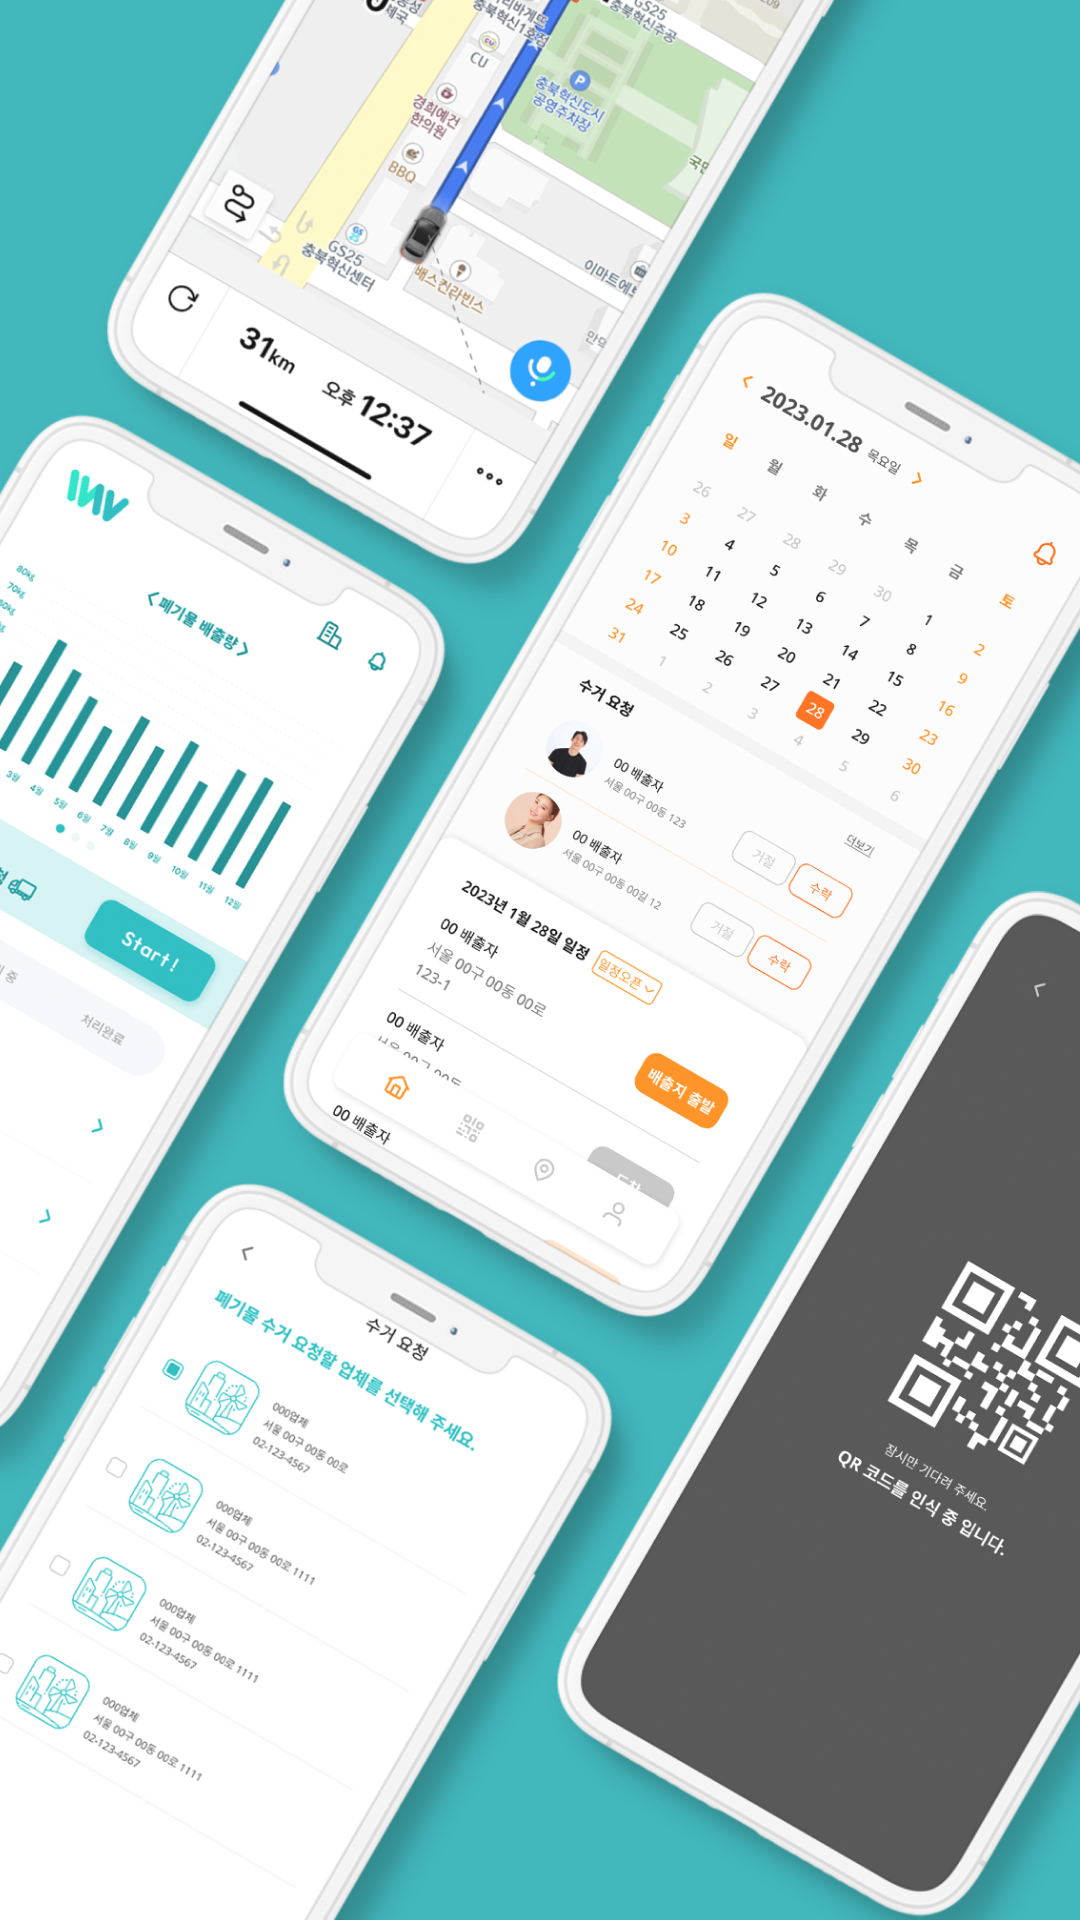 GS25
충북혁신주공
충북혁신1호점
CU
P
충북혁신도시
공영주차장
경희예건
한의원
BBQ
GS25
충북혁신센터
배스킨라빈스
31km
오후 12:37
INV
폐기물 배출량
80kg
70kg
3월
4월
5월
6월
7월
8월
9월
10월
11월
12월
Start!
처리완료
2023.01.28 목요일
일 월 화 수 목 금 토
26 27 28 29 30 1 2
3 4 5 6 7 8 9
10 11 12 13 14 15 16
17 18 19 20 21 22 23
24 25 26 27 28 29 30
31 1 2 3 4 5 6
수거 요청
더보기
00 배출자
서울 00구 00동 123
거절
수락
00 배출자
서울 00구 00동 00길 12
거절
수락
2023년 1월 28일 일정
일정오픈
00 배출자
서울 00구 00동 00로
123-1
배출지 출발
00 배출자
00 배출자
수거 요청
폐기물 수거 요청할 업체를 선택해 주세요.
000업체
서울 00구 00동 00로
02-123-4567
000업체
서울 00구 00동 00로 1111
02-123-4567
000업체
서울 00구 00동 00로 1111
02-123-4567
000업체
서울 00구 00동 00로 1111
02-123-4567
잠시만 기다려 주세요.
QR 코드를 인식 중 입니다.